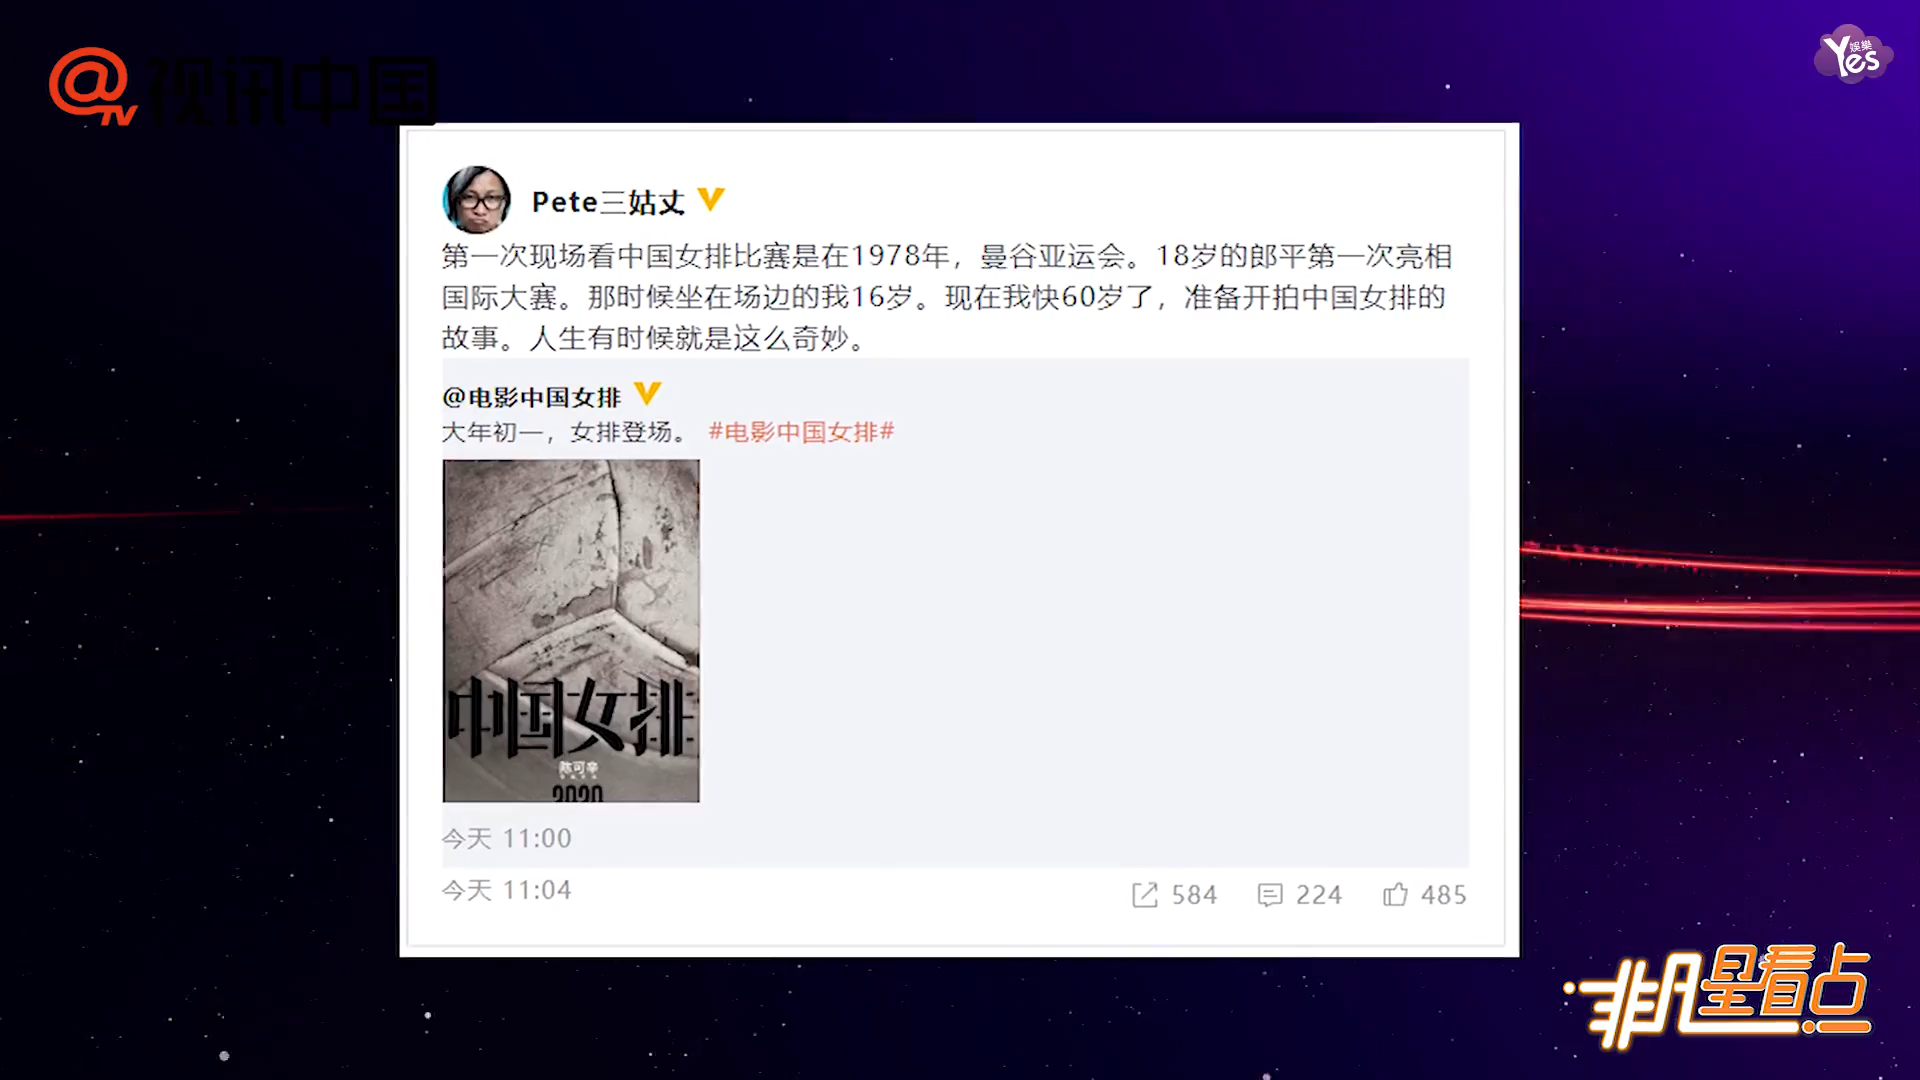 @TV 视讯中国
Yes 娱樂
Pete三姑丈
第一次现场看中国女排比赛是在1978年，曼谷亚运会。18岁的郎平第一次亮相
国际大赛。那时候坐在场边的我16岁。现在我快60岁了，准备开拍中国女排的
故事。人生有时候就是这么奇妙。
@电影中国女排
大年初一，女排登场。 #电影中国女排#
中国女排
陈可辛
2020
今天 11:00
今天 11:04
584
224
485
非凡星看点